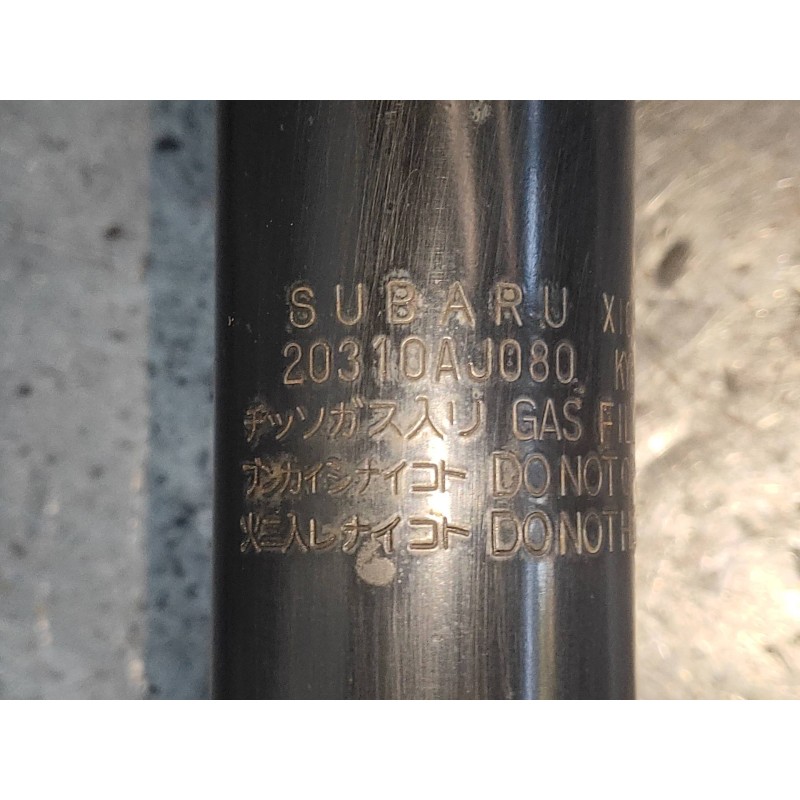 SUBARU
20310AJ080
チッソガス入リ GAS
ブンカイシナイコト DO NOT
火ニ入レナイコト DO NOT